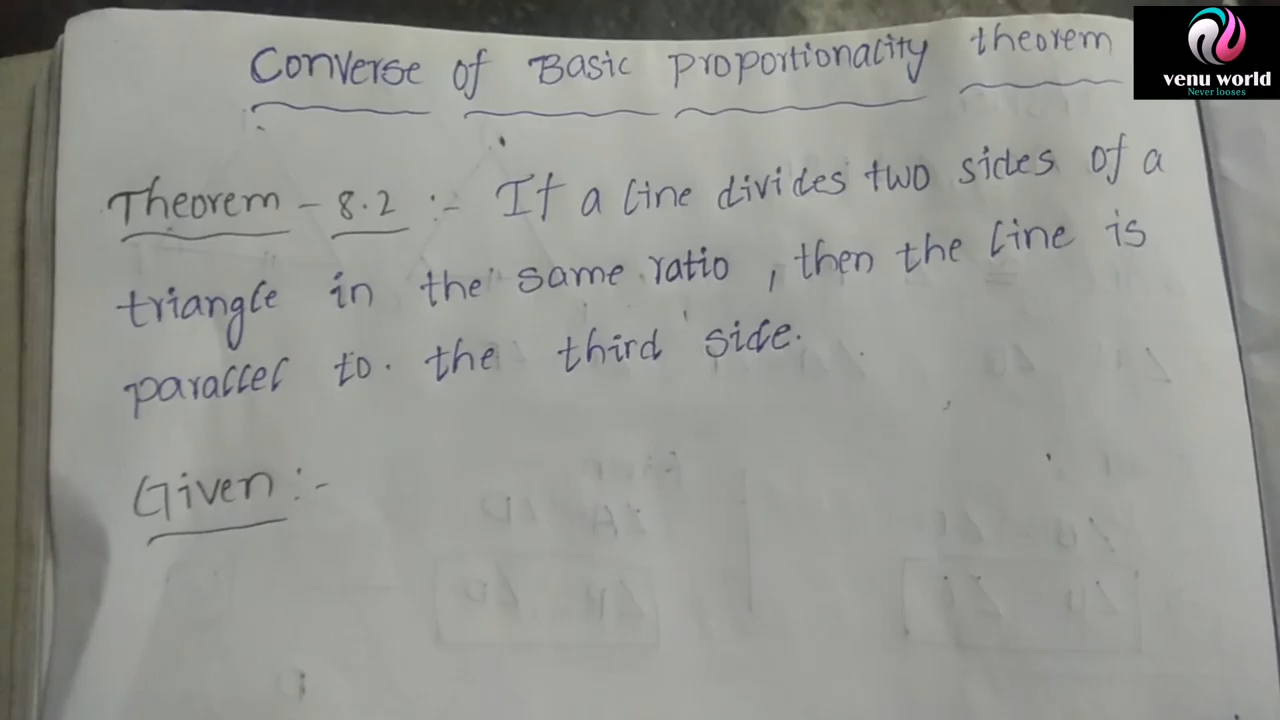 Converse of Basic proportionality theorem
venu world
Never looses
Theorem - 8.2 :- If a line divides two sides of a
triangle in the same ratio, then the line is
parallel to. the third side.
Given :-